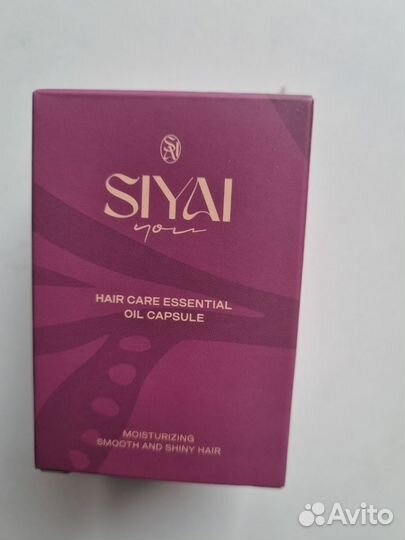 SIYAI
you
HAIR CARE ESSENTIAL
OIL CAPSULE
MOISTURIZING
SMOOTH AND SHINY HAIR
Avito